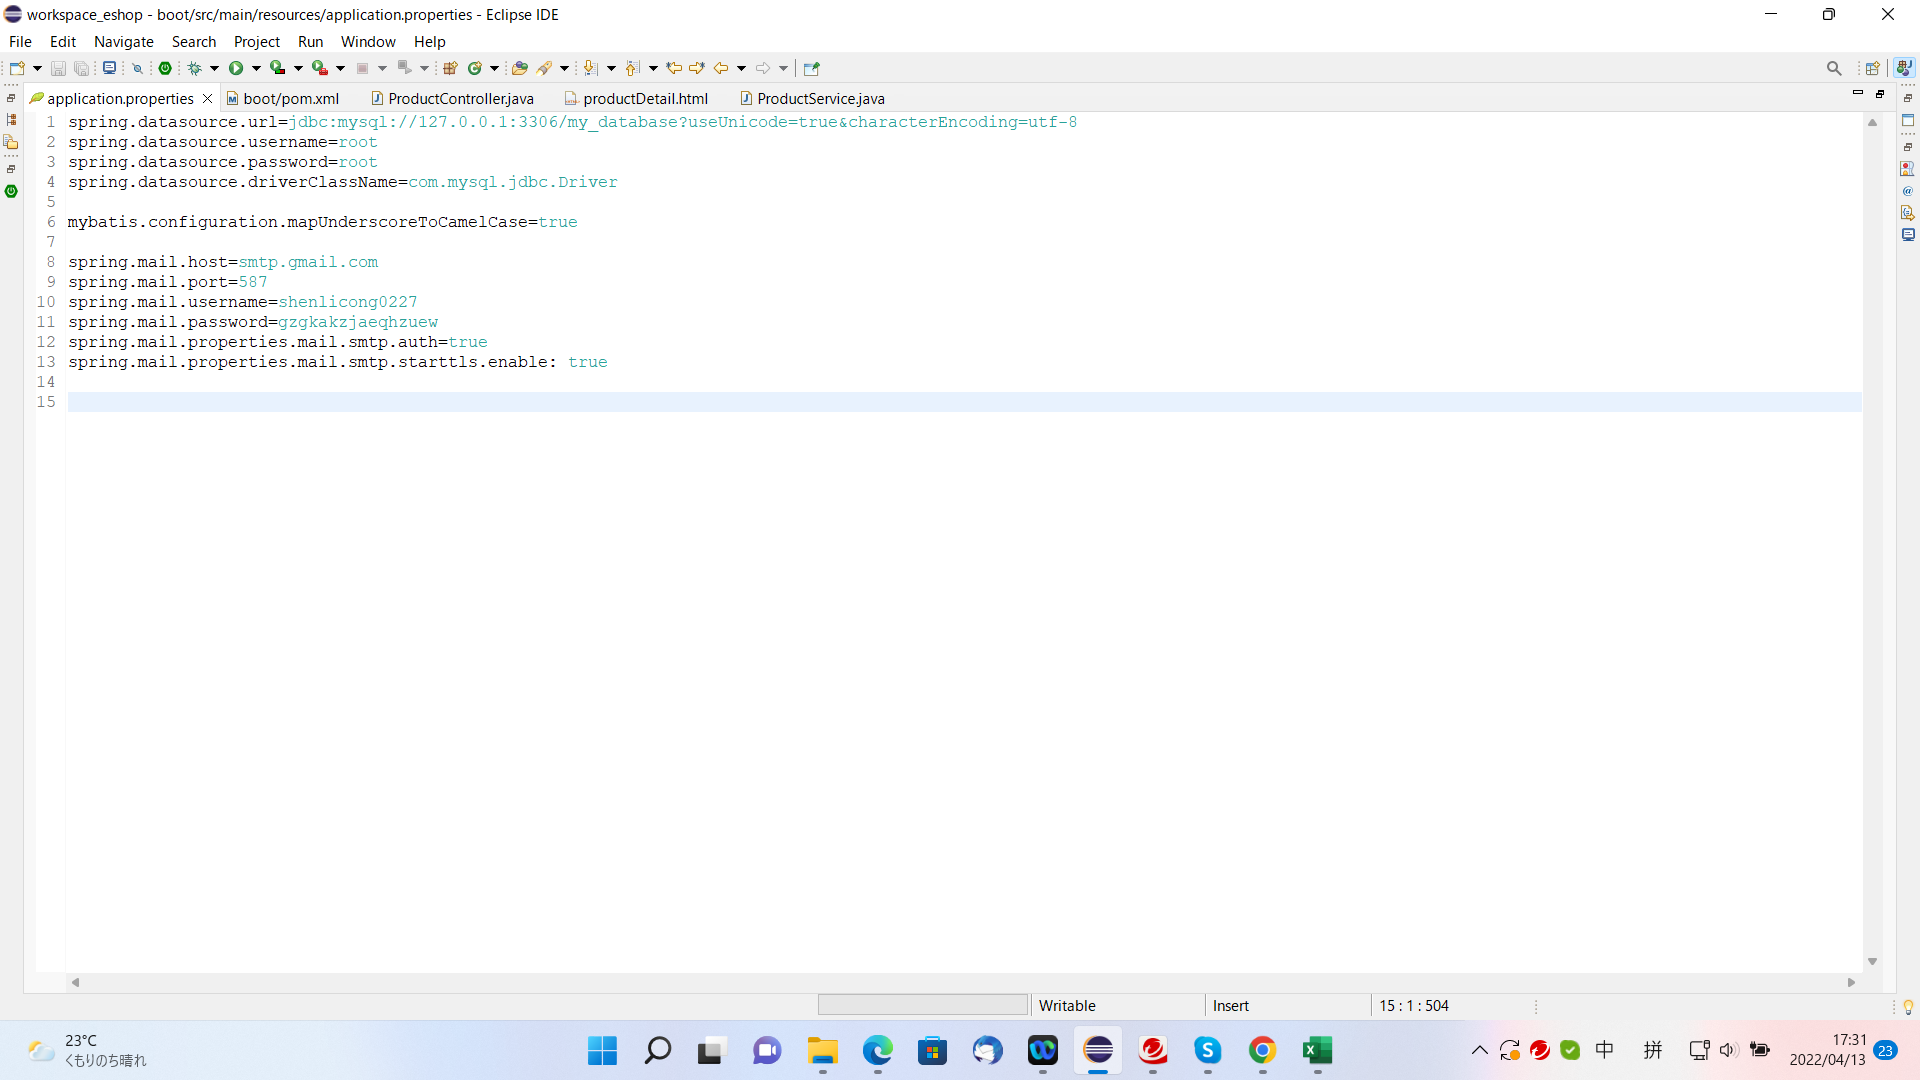 workspace_eshop - boot/src/main/resources/application.properties - Eclipse IDE
File Edit Navigate Search Project Run Window Help
application.properties boot/pom.xml ProductController.java productDetail.html ProductService.java
1 spring.datasource.url=jdbc:mysql://127.0.0.1:3306/my_database?useUnicode=true&characterEncoding=utf-8
2 spring.datasource.username=root
3 spring.datasource.password=root
4 spring.datasource.driverClassName=com.mysql.jdbc.Driver
5
6 mybatis.configuration.mapUnderscoreToCamelCase=true
7
8 spring.mail.host=smtp.gmail.com
9 spring.mail.port=587
10 spring.mail.username=shenlicong0227
11 spring.mail.password=gzgkakzjaeqhzuew
12 spring.mail.properties.mail.smtp.auth=true
13 spring.mail.properties.mail.smtp.starttls.enable: true
14
15
Writable Insert 15 : 1 : 504
23°C
くもりのち晴れ
中 拼
17:31
2022/04/13 23